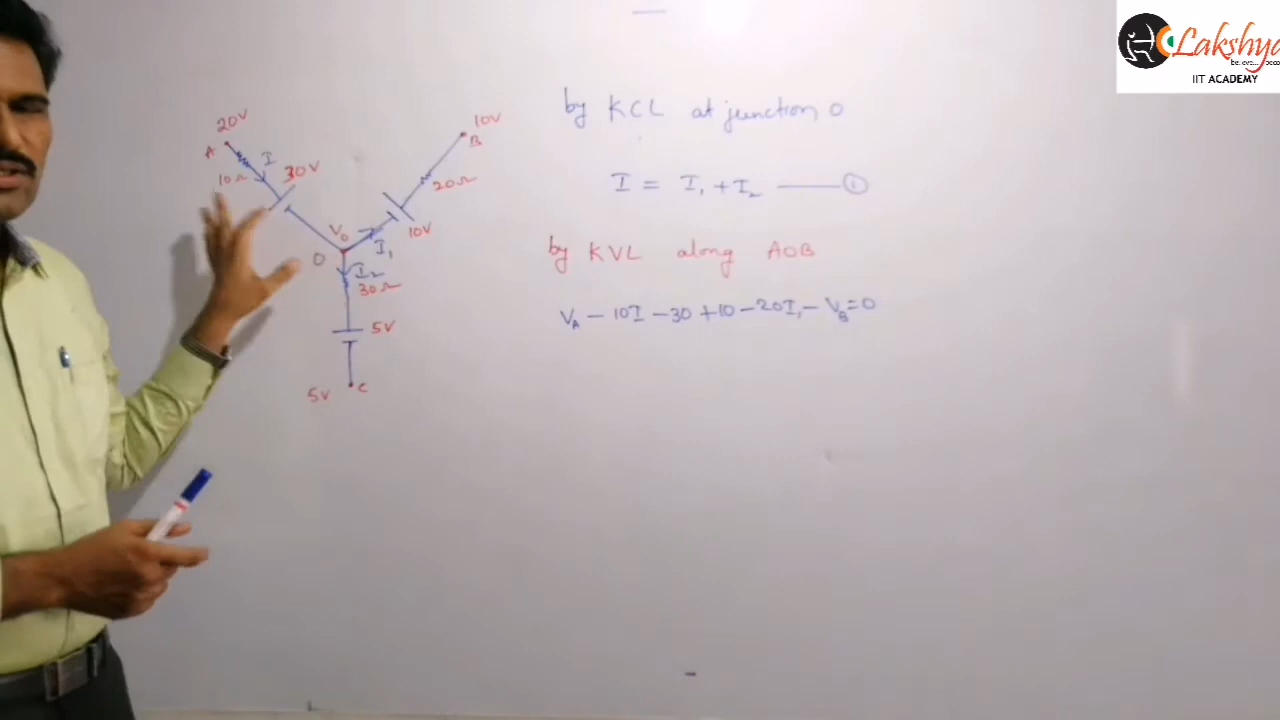 Lakshya
IIT ACADEMY
by KCL at junction O
I = I₁ + I₂ —— ①
by KVL along AOB
V_A - 10I - 30 + 10 - 20I₁ - V_B = 0
20V
A
I
10Ω
30V
10V
B
20Ω
10V
V₀
I₁
O
I₂
30Ω
5V
5V
C